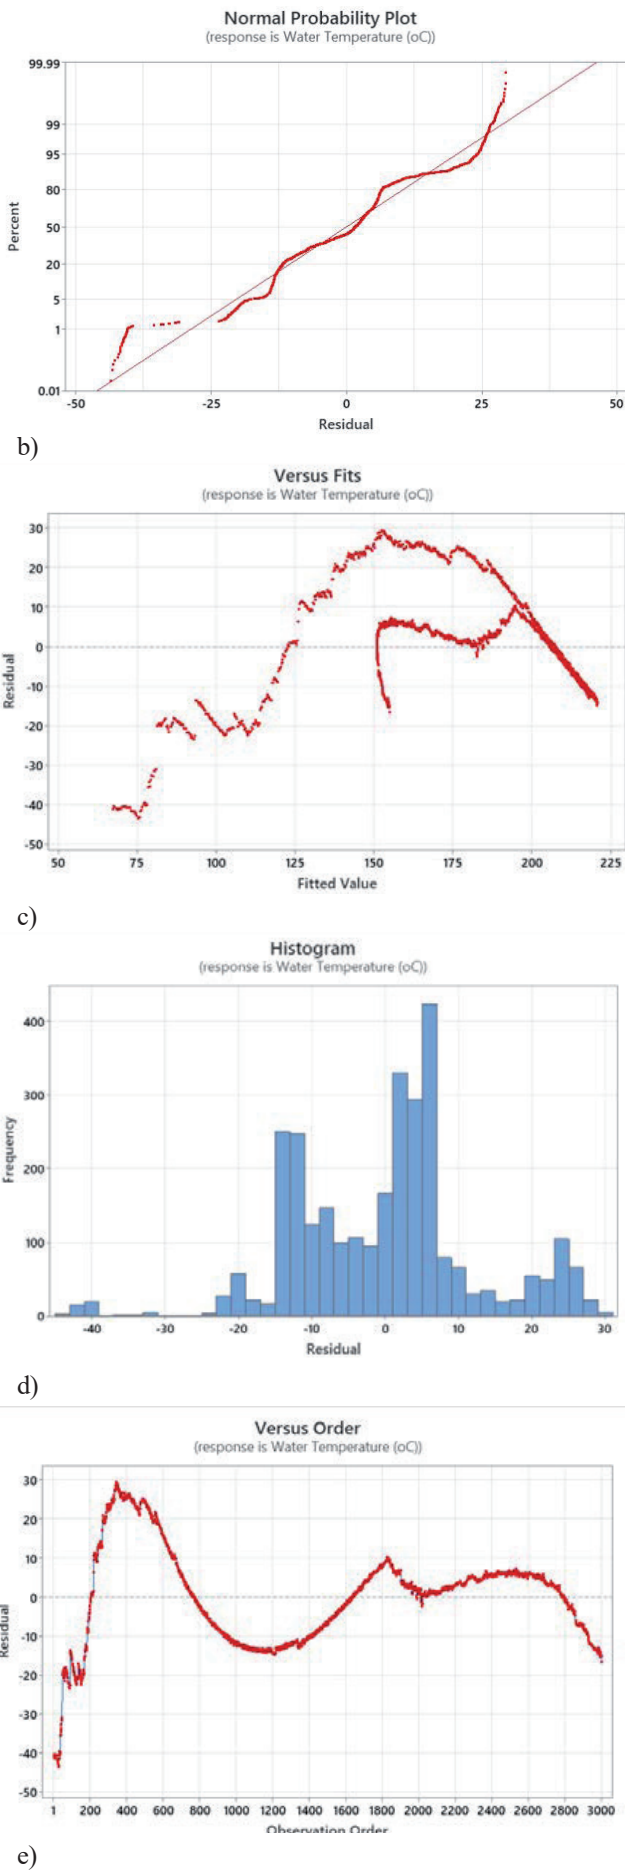 Normal Probability Plot
(response is Water Temperature (oC))
99.99
99
95
80
50
20
5
1
0.01
Percent
-50
-25
0
25
50
Residual
b)
Versus Fits
(response is Water Temperature (oC))
30
20
10
0
-10
-20
-30
-40
-50
Residual
50
75
100
125
150
175
200
225
Fitted Value
c)
Histogram
(response is Water Temperature (oC))
400
300
200
100
0
Frequency
-40
-30
-20
-10
0
10
20
30
Residual
d)
Versus Order
(response is Water Temperature (oC))
30
20
10
0
-10
-20
-30
-40
-50
Residual
1 200 400 600 800 1000 1200 1400 1600 1800 2000 2200 2400 2600 2800 3000
Observation Order
e)